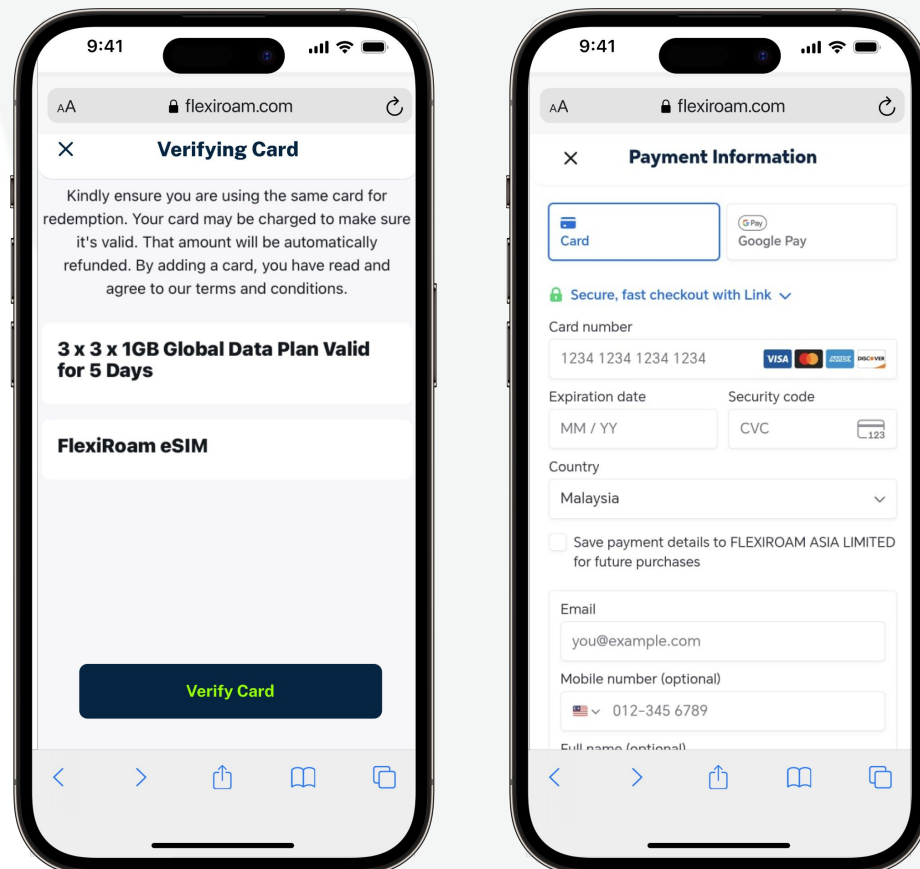 9:41
AA flexiroam.com
Verifying Card
Kindly ensure you are using the same card for
redemption. Your card may be charged to make sure
it's valid. That amount will be automatically
refunded. By adding a card, you have read and
agree to our terms and conditions.
3 x 3 x 1GB Global Data Plan Valid
for 5 Days
FlexiRoam eSIM
Verify Card
9:41
AA flexiroam.com
Payment Information
Card
G Pay
Google Pay
Secure, fast checkout with Link
Card number
1234 1234 1234 1234 VISA AMEX DISCOVER
Expiration date Security code
MM / YY CVC 123
Country
Malaysia
Save payment details to FLEXIROAM ASIA LIMITED
for future purchases
Email
you@example.com
Mobile number (optional)
012-345 6789
Full name (optional)